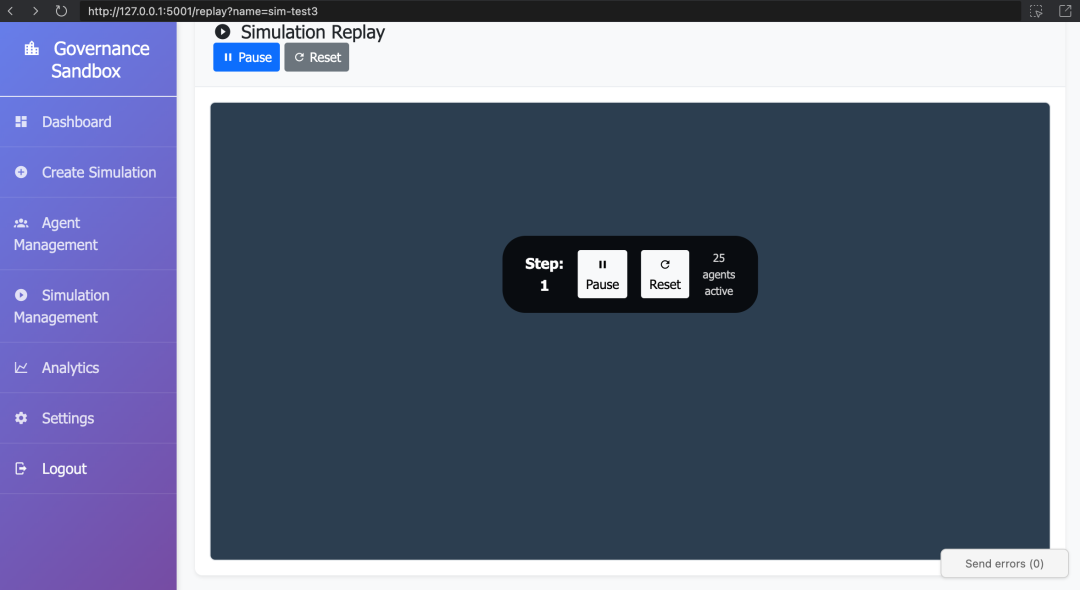 http://127.0.0.1:5001/replay?name=sim-test3
Governance
Sandbox
Dashboard
Create Simulation
Agent
Management
Simulation
Management
Analytics
Settings
Logout
Simulation Replay
Pause
Reset
Step:
1
Pause
Reset
25
agents
active
Send errors (0)